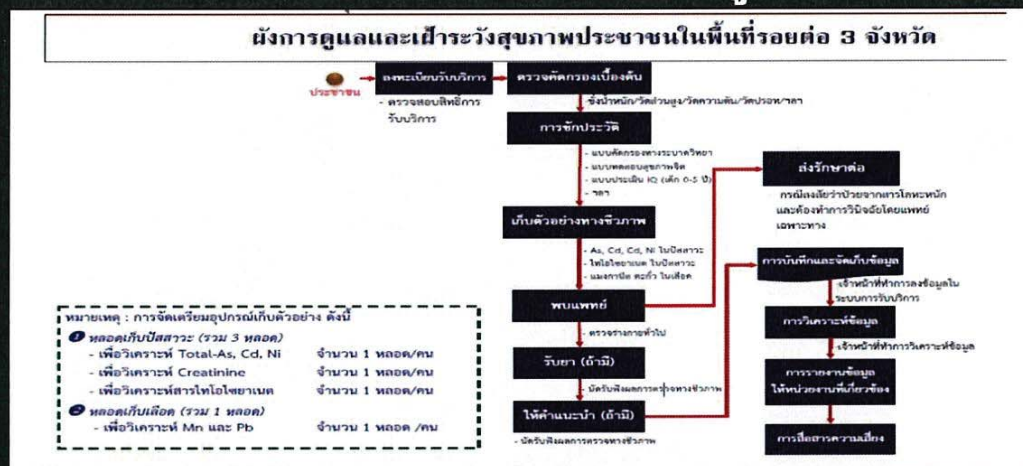 ผังการดูแลและเฝ้าระวังสุขภาพประชาชนในพื้นที่รอยต่อ 3 จังหวัด
ประชาชน
ลงทะเบียนรับบริการ
- ตรวจสอบสิทธิ์การ
รับบริการ
ตรวจคัดกรองเบื้องต้น
-ชั่งน้ำหนัก/วัดส่วนสูง/วัดความดัน/วัดปรอท/ฯลฯ
การซักประวัติ
- แบบคัดกรองทางระบาดวิทยา
- แบบทดสอบสุขภาพจิต
- แบบประเมิน IQ (เด็ก 0-5 ปี)
- ฯลฯ
เก็บตัวอย่างทางชีวภาพ
- As, Cd, Cd, Ni ในปัสสาวะ
- ไทโอไซยาเนต ในปัสสาวะ
- แมงกานีส ตะกั่ว ในเลือด
พบแพทย์
- ตรวจร่างกายทั่วไป
รับยา (ถ้ามี)
- นัดรับฟังผลการตรวจทางชีวภาพ
ให้คำแนะนำ (ถ้ามี)
- นัดรับฟังผลการตรวจทางชีวภาพ
ส่งรักษาต่อ
กรณีสงสัยว่าป่วยจากสารโลหะหนัก
และต้องทำการวินิจฉัยโดยแพทย์
เฉพาะทาง
การบันทึกและจัดเก็บข้อมูล
-เจ้าหน้าที่ทำการลงข้อมูลใน
ระบบการรับบริการ
การวิเคราะห์ข้อมูล
-เจ้าหน้าที่ทำการวิเคราะห์ข้อมูล
การรายงานข้อมูล
ให้หน่วยงานที่เกี่ยวข้อง
การสื่อสารความเสี่ยง
หมายเหตุ : การจัดเตรียมอุปกรณ์เก็บตัวอย่าง ดังนี้
❶ หลอดเก็บปัสสาวะ (รวม 3 หลอด)
- เพื่อวิเคราะห์ Total-As, Cd, Ni จำนวน 1 หลอด/คน
- เพื่อวิเคราะห์ Creatinine จำนวน 1 หลอด/คน
- เพื่อวิเคราะห์สารไทโอไซยาเนต จำนวน 1 หลอด/คน
❷ หลอดเก็บเลือด (รวม 1 หลอด)
- เพื่อวิเคราะห์ Mn และ Pb จำนวน 1 หลอด /คน